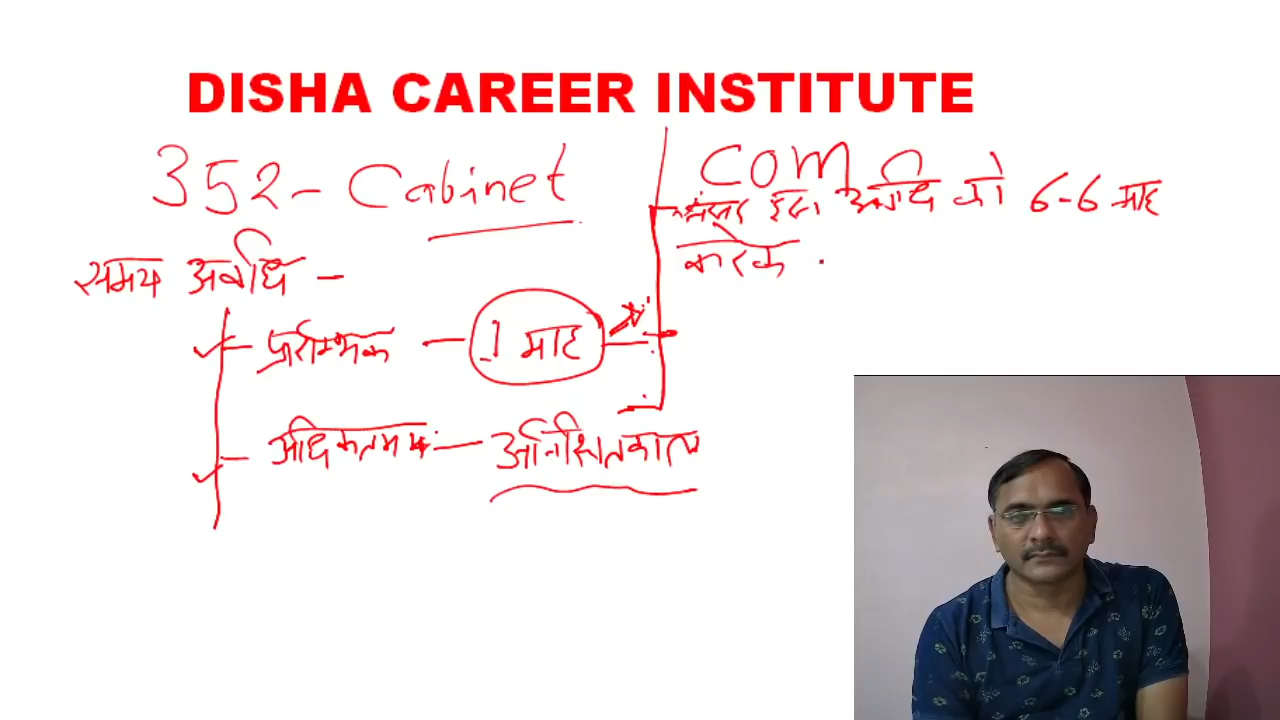 DISHA CAREER INSTITUTE
352- Cabinet
समय अवधि -
प्रारम्भिक - 1 माह
अधिकतम - अनिश्चितकाल
COM
संसद इस अवधि को 6-6 माह
करके